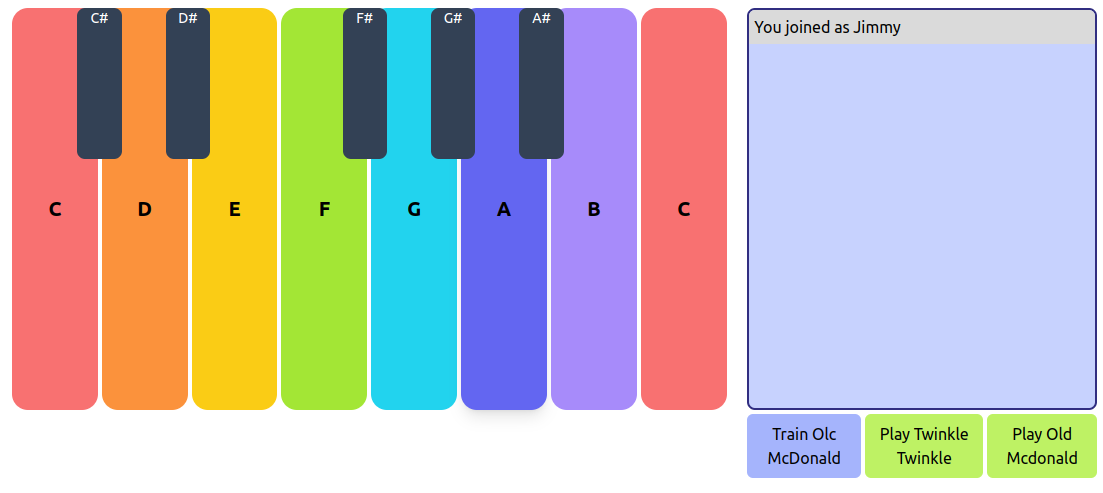 C# D# F# G# A#
C D E F G A B C
You joined as Jimmy
Train Olc
McDonald
Play Twinkle
Twinkle
Play Old
Mcdonald